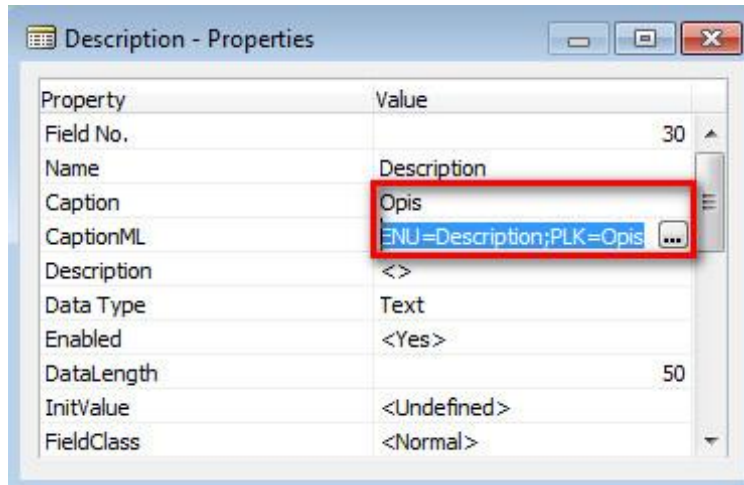 Description - Properties
Property Value
Field No. 30
Name Description
Caption Opis
CaptionML ENU=Description;PLK=Opis ...
Description <>
Data Type Text
Enabled <Yes>
DataLength 50
InitValue <Undefined>
FieldClass <Normal>